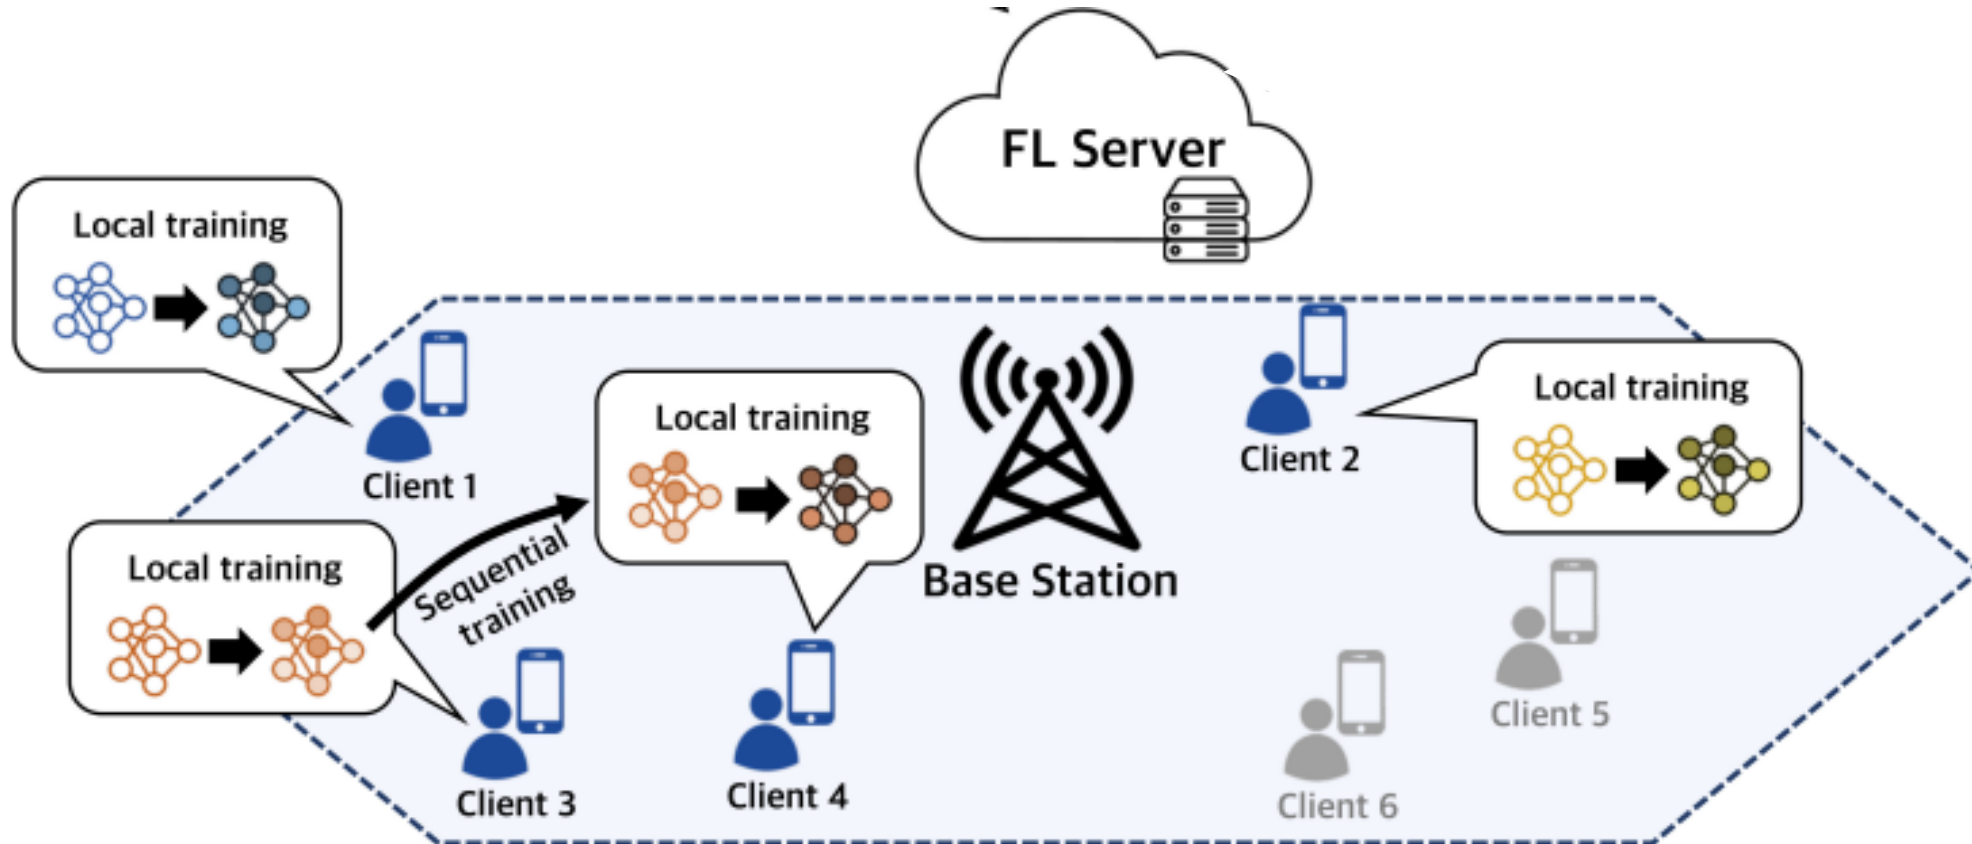 FL Server
Local training
Client 1
Local training
Client 2
Local training
Base Station
Local training
Sequential
training
Client 3
Client 4
Client 5
Client 6